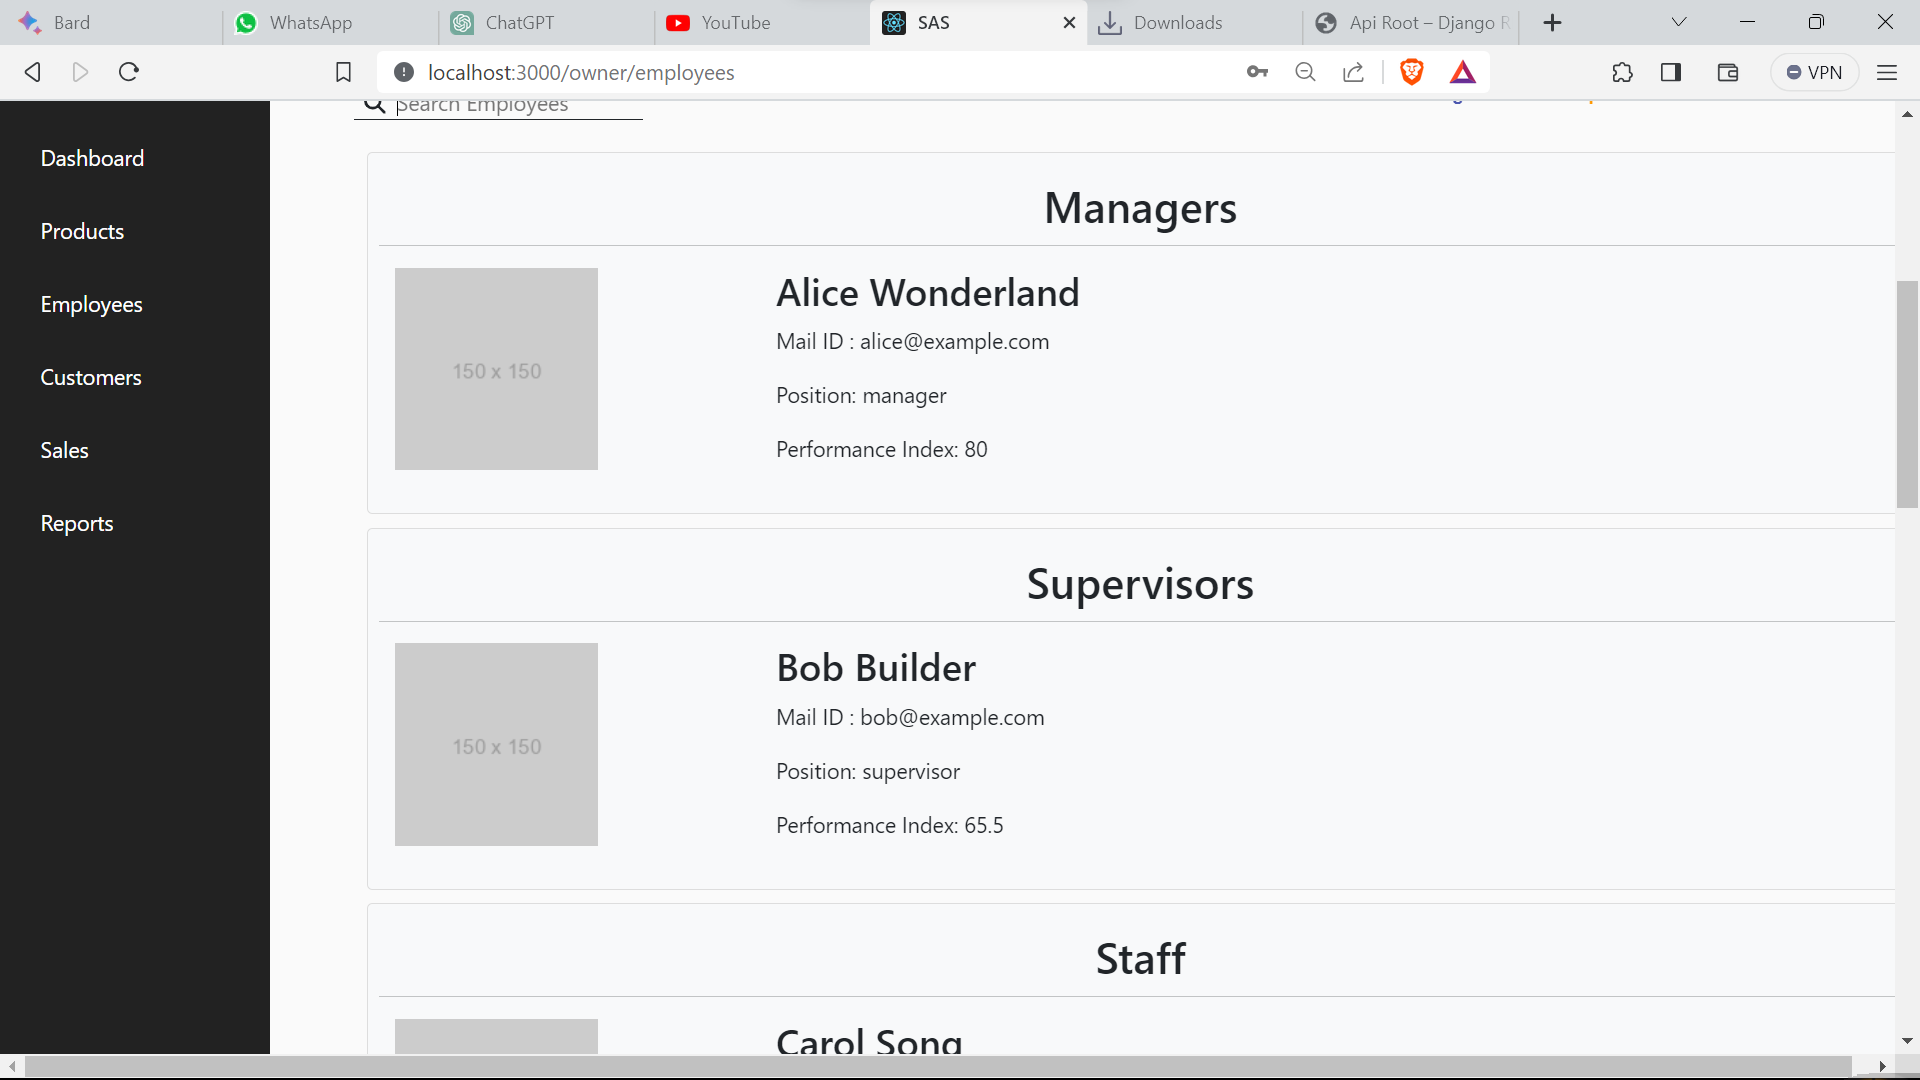 Bard
WhatsApp
ChatGPT
YouTube
SAS
Downloads
Api Root – Django R
localhost:3000/owner/employees
VPN
Search Employees
Dashboard
Products
Employees
Customers
Sales
Reports
Managers
150 x 150
Alice Wonderland
Mail ID : alice@example.com
Position: manager
Performance Index: 80
Supervisors
150 x 150
Bob Builder
Mail ID : bob@example.com
Position: supervisor
Performance Index: 65.5
Staff
Carol Song